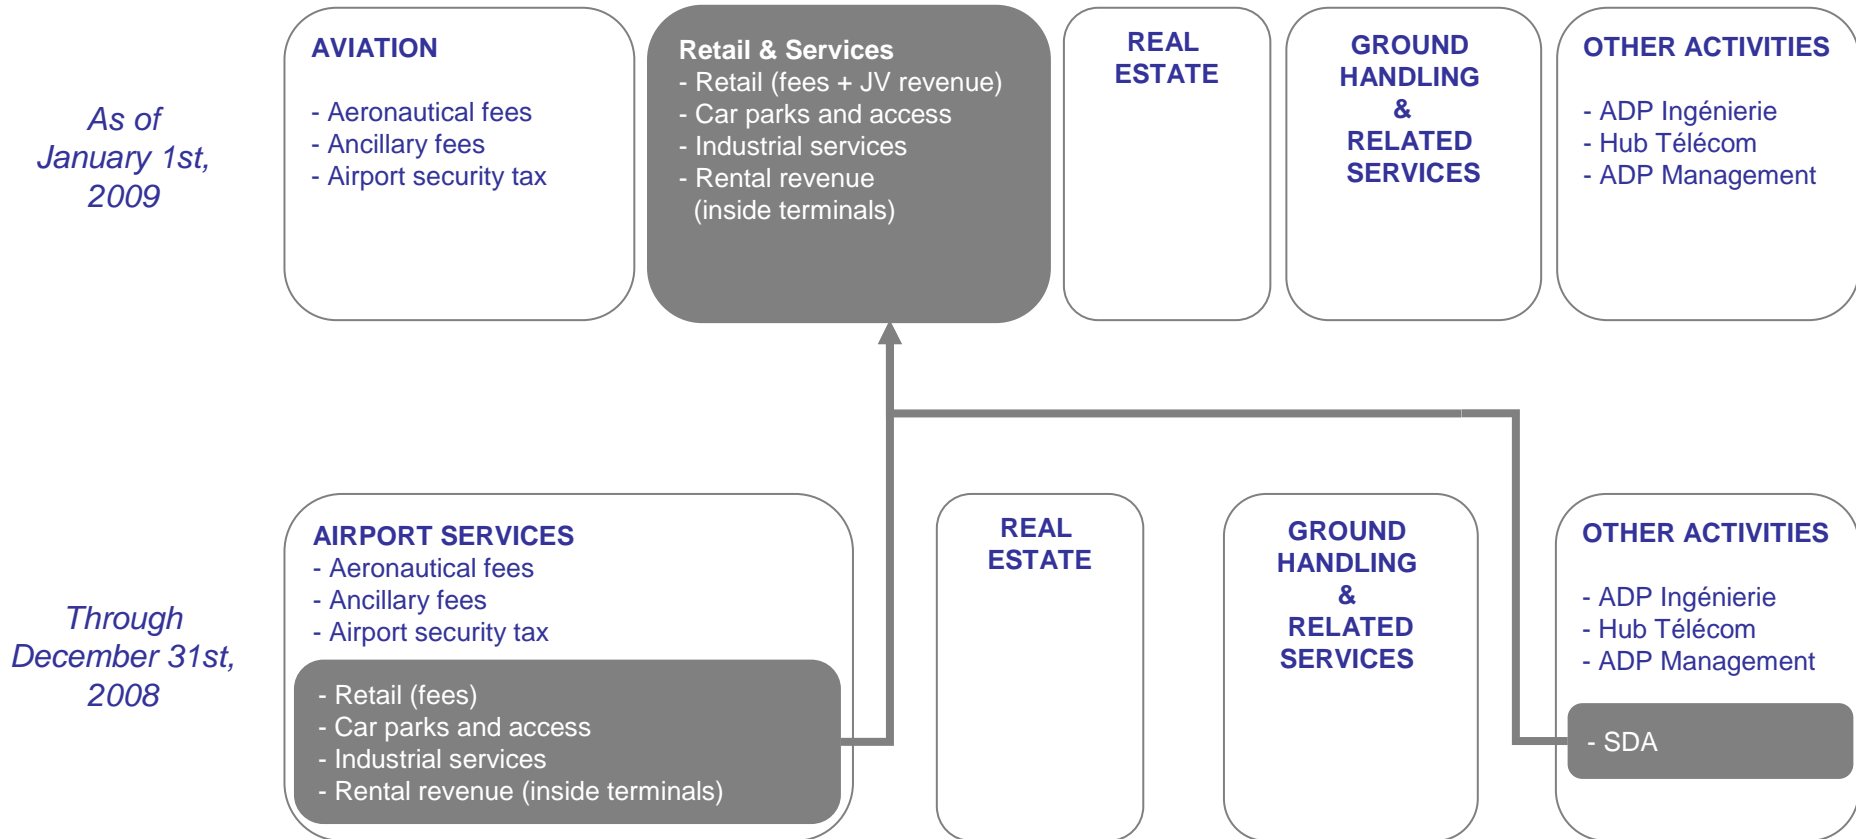 As of
January 1st,
2009
AVIATION
- Aeronautical fees
- Ancillary fees
- Airport security tax
Retail & Services
- Retail (fees + JV revenue)
- Car parks and access
- Industrial services
- Rental revenue
(inside terminals)
REAL
ESTATE
GROUND
HANDLING
&
RELATED
SERVICES
OTHER ACTIVITIES
- ADP Ingénierie
- Hub Télécom
- ADP Management
Through
December 31st,
2008
AIRPORT SERVICES
- Aeronautical fees
- Ancillary fees
- Airport security tax
- Retail (fees)
- Car parks and access
- Industrial services
- Rental revenue (inside terminals)
REAL
ESTATE
GROUND
HANDLING
&
RELATED
SERVICES
OTHER ACTIVITIES
- ADP Ingénierie
- Hub Télécom
- ADP Management
- SDA